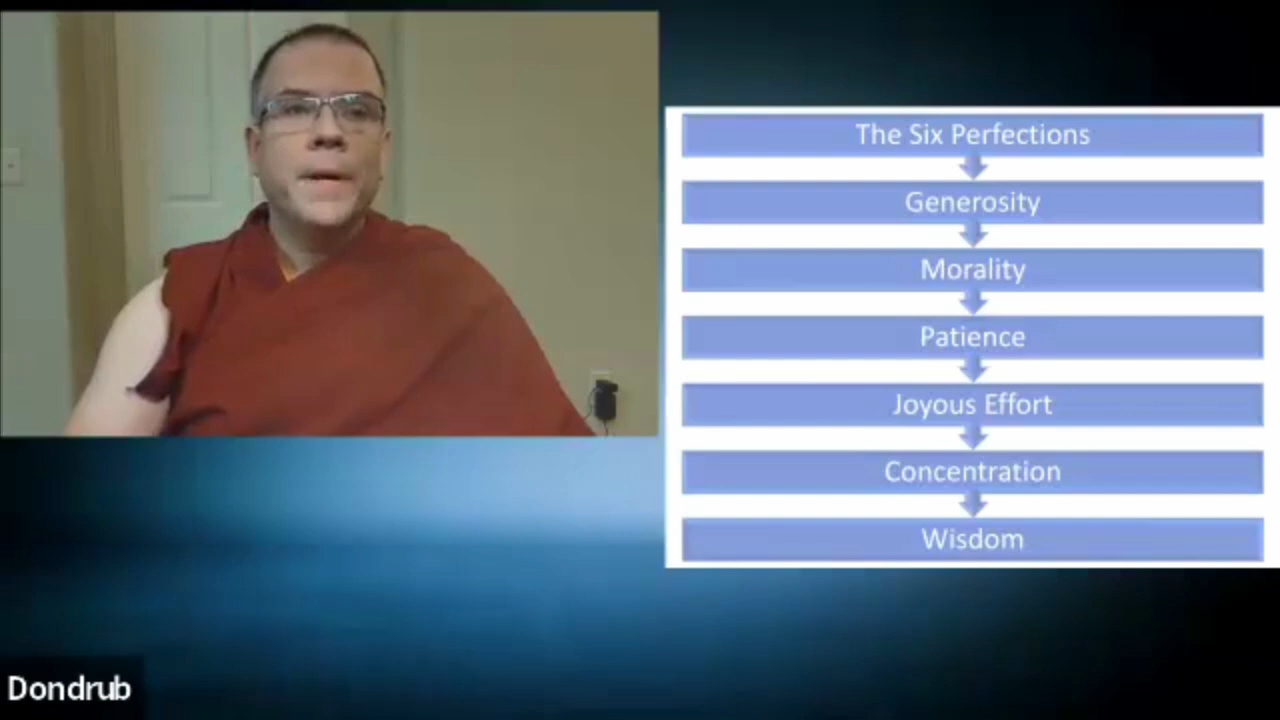 The Six Perfections
Generosity
Morality
Patience
Joyous Effort
Concentration
Wisdom
Dondrub